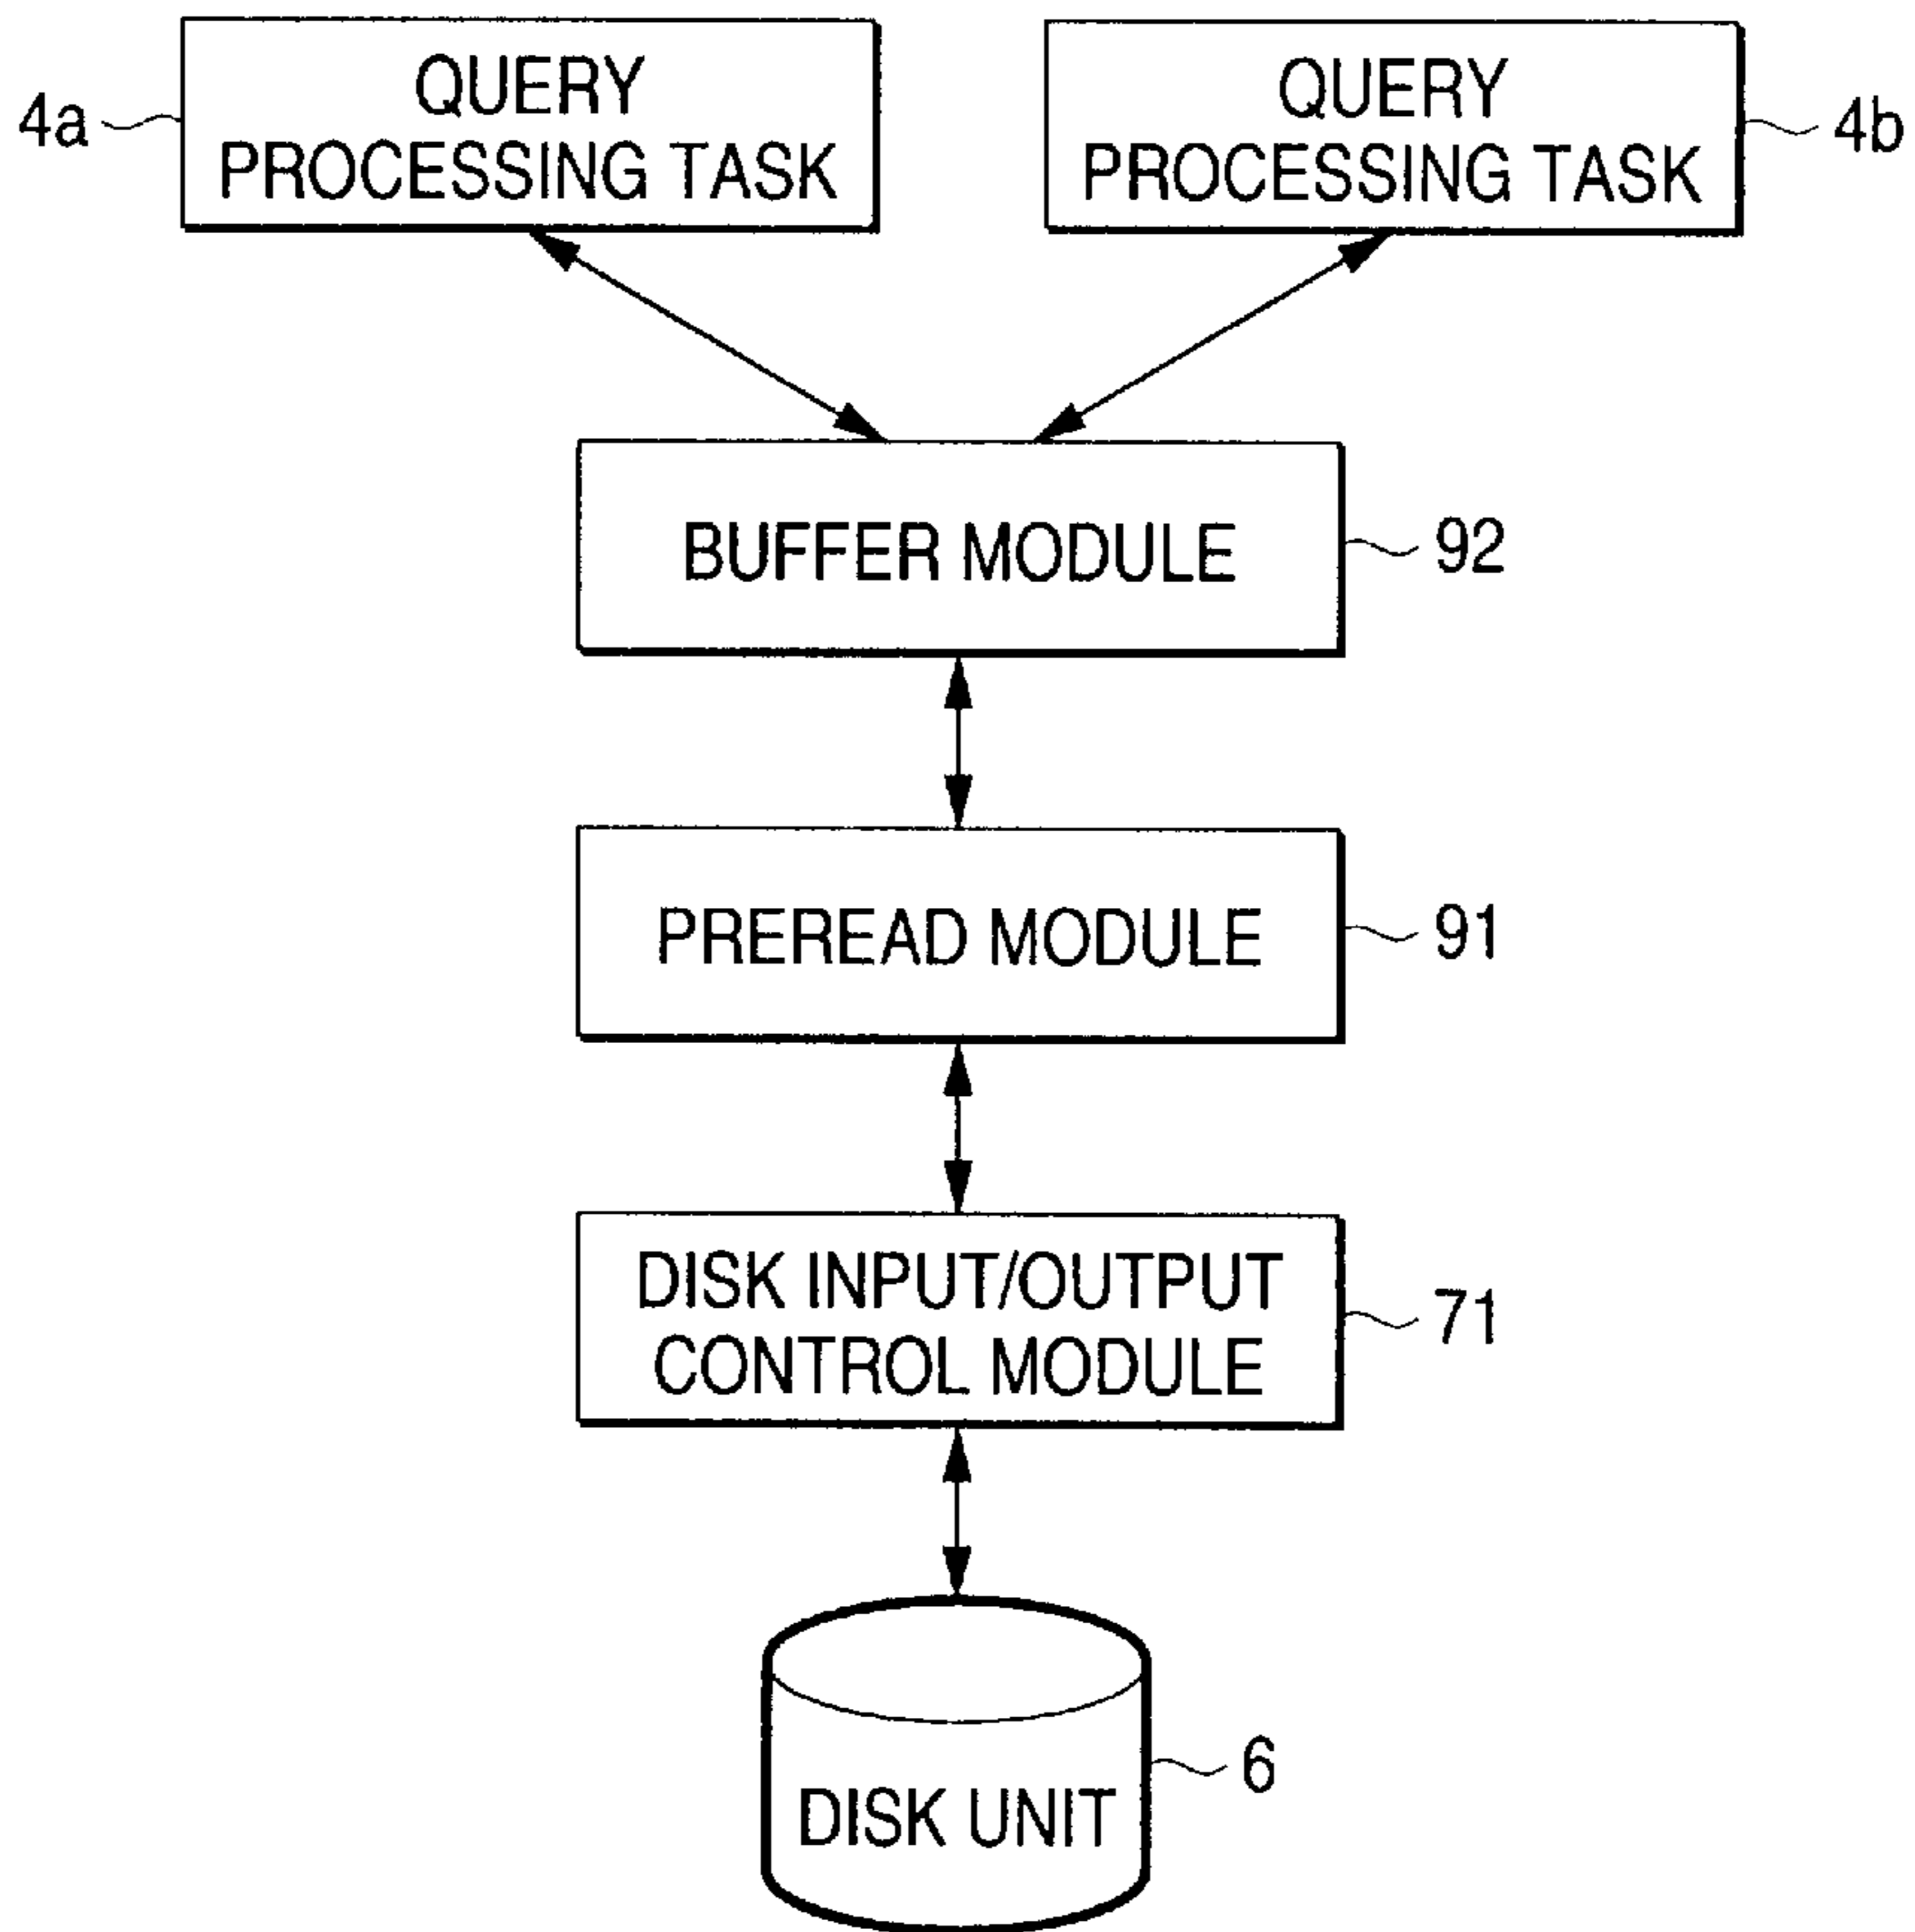 4a
QUERY
PROCESSING TASK
QUERY
PROCESSING TASK
4b
BUFFER MODULE
92
PREREAD MODULE
91
DISK INPUT/OUTPUT
CONTROL MODULE
71
DISK UNIT
6